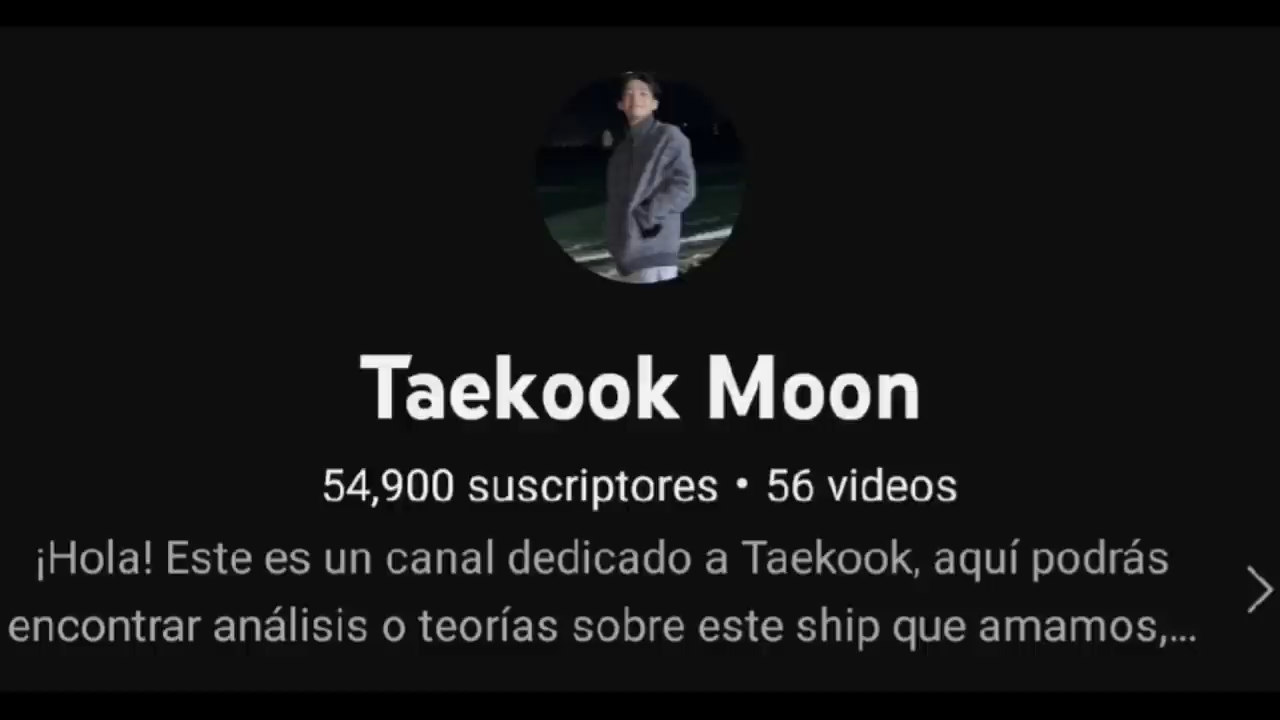 Taekook Moon
54,900 suscriptores • 56 videos
¡Hola! Este es un canal dedicado a Taekook, aquí podrás
encontrar análisis o teorías sobre este ship que amamos,...